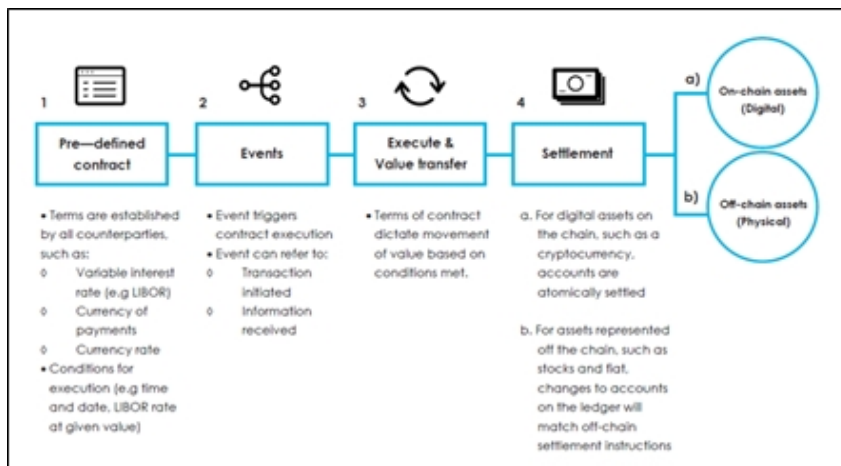 1
Pre—defined
contract
• Terms are established
by all counterparties,
such as:
◊ Variable interest
rate (e.g LIBOR)
◊ Currency of
payments
◊ Currency rate
• Conditions for
execution (e.g time
and date, LIBOR rate
at given value)
2
Events
• Event triggers
contract execution
• Event can refer to:
◊ Transaction
initiated
◊ Information
received
3
Execute &
Value transfer
• Terms of contract
dictate movement
of value based on
conditions met.
4
Settlement
a. For digital assets on
the chain, such as a
cryptocurrency,
accounts are
atomically settled
b. For assets represented
off the chain, such as
stocks and fiat,
changes to accounts
on the ledger will
match off-chain
settlement instructions
a)
On-chain assets
(Digital)
b)
Off-chain assets
(Physical)